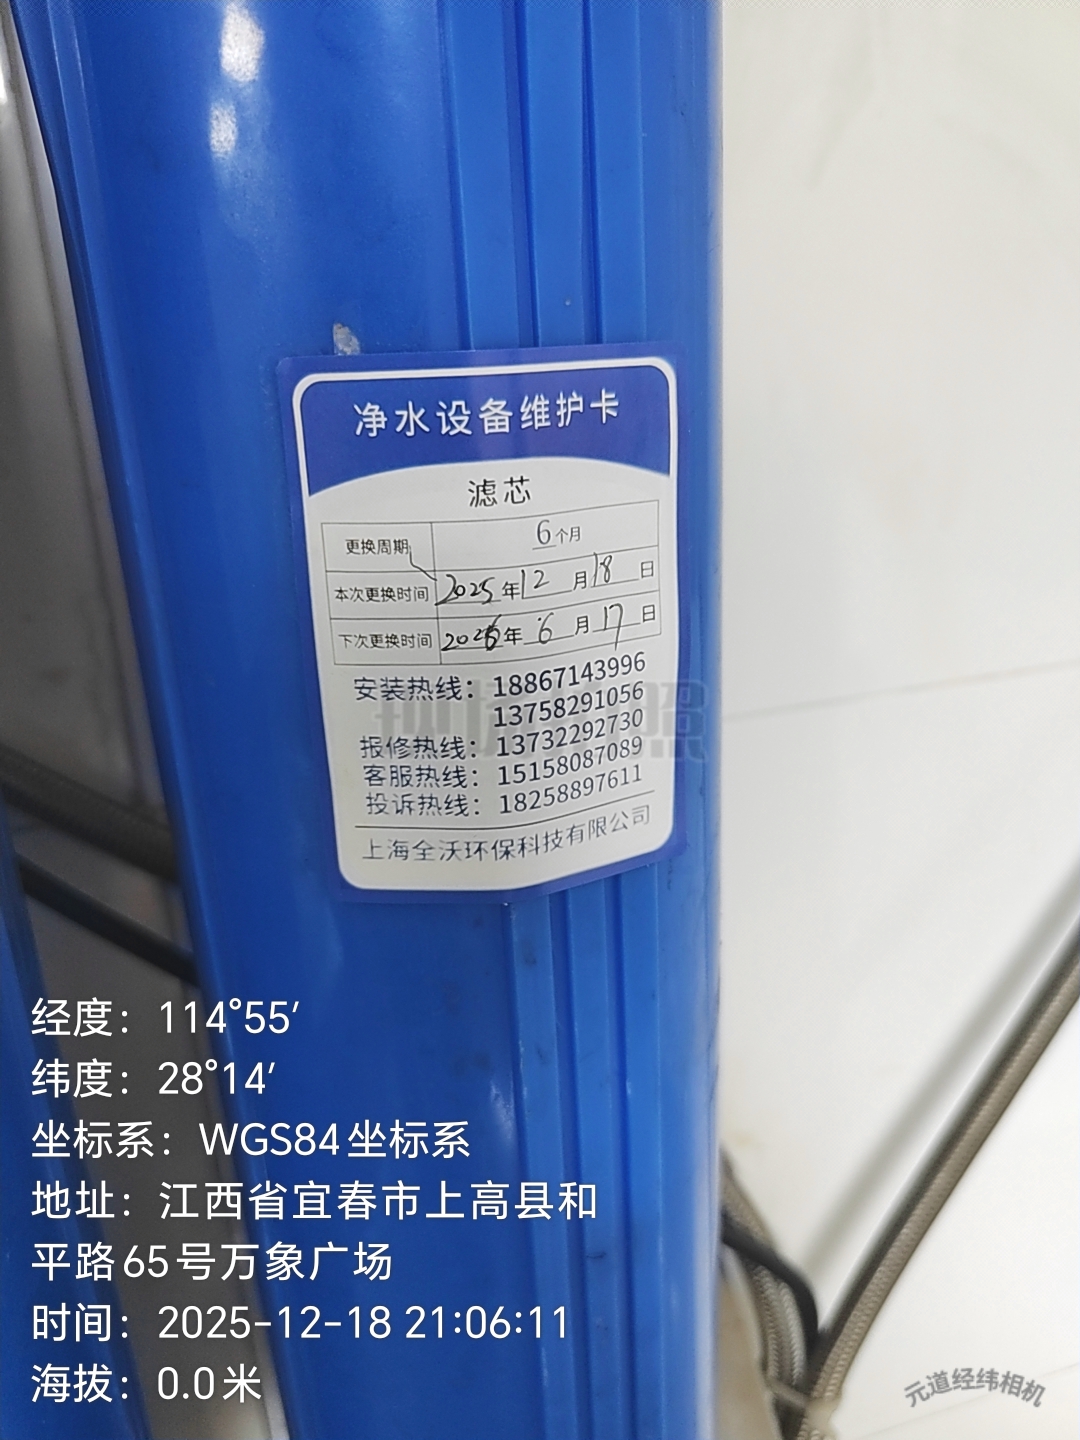 净水设备维护卡
滤芯
更换周期 6个月
本次更换时间 2025年12月18日
下次更换时间 2026年6月17日
安装热线：18867143996
13758291056
报修热线：13732292730
客服热线：15158087089
投诉热线：18258897611
上海全沃环保科技有限公司
经度：114°55′
纬度：28°14′
坐标系：WGS84坐标系
地址：江西省宜春市上高县和
平路65号万象广场
时间：2025-12-18 21:06:11
海拔：0.0米
元道经纬相机